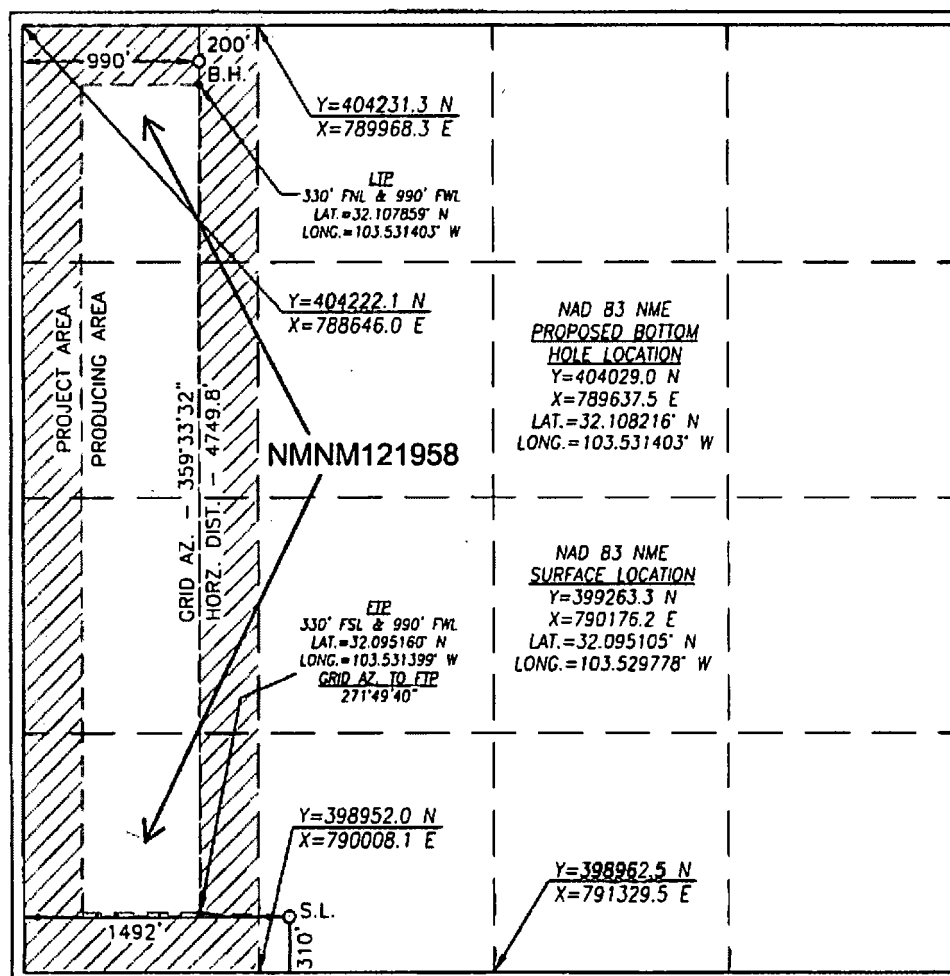 990'
200'
B.H.
Y=404231.3 N
X=789968.3 E
LTP
330' FNL & 990' FWL
LAT.=32.107859° N
LONG.=103.531403° W
Y=404222.1 N
X=788646.0 E
NAD 83 NME
PROPOSED BOTTOM
HOLE LOCATION
Y=404029.0 N
X=789637.5 E
LAT.=32.108216° N
LONG.=103.531403° W
PROJECT AREA
PRODUCING AREA
GRID AZ. - 359°33'32"
HORZ. DIST. - 4749.8'
NMNM121958
NAD 83 NME
SURFACE LOCATION
Y=399263.3 N
X=790176.2 E
LAT.=32.095105° N
LONG.=103.529778° W
FTP
330' FSL & 990' FWL
LAT.=32.095160° N
LONG.=103.531399° W
GRID AZ. TO FTP
271°49'40"
Y=398952.0 N
X=790008.1 E
Y=398962.5 N
X=791329.5 E
S.L.
1492'
310'